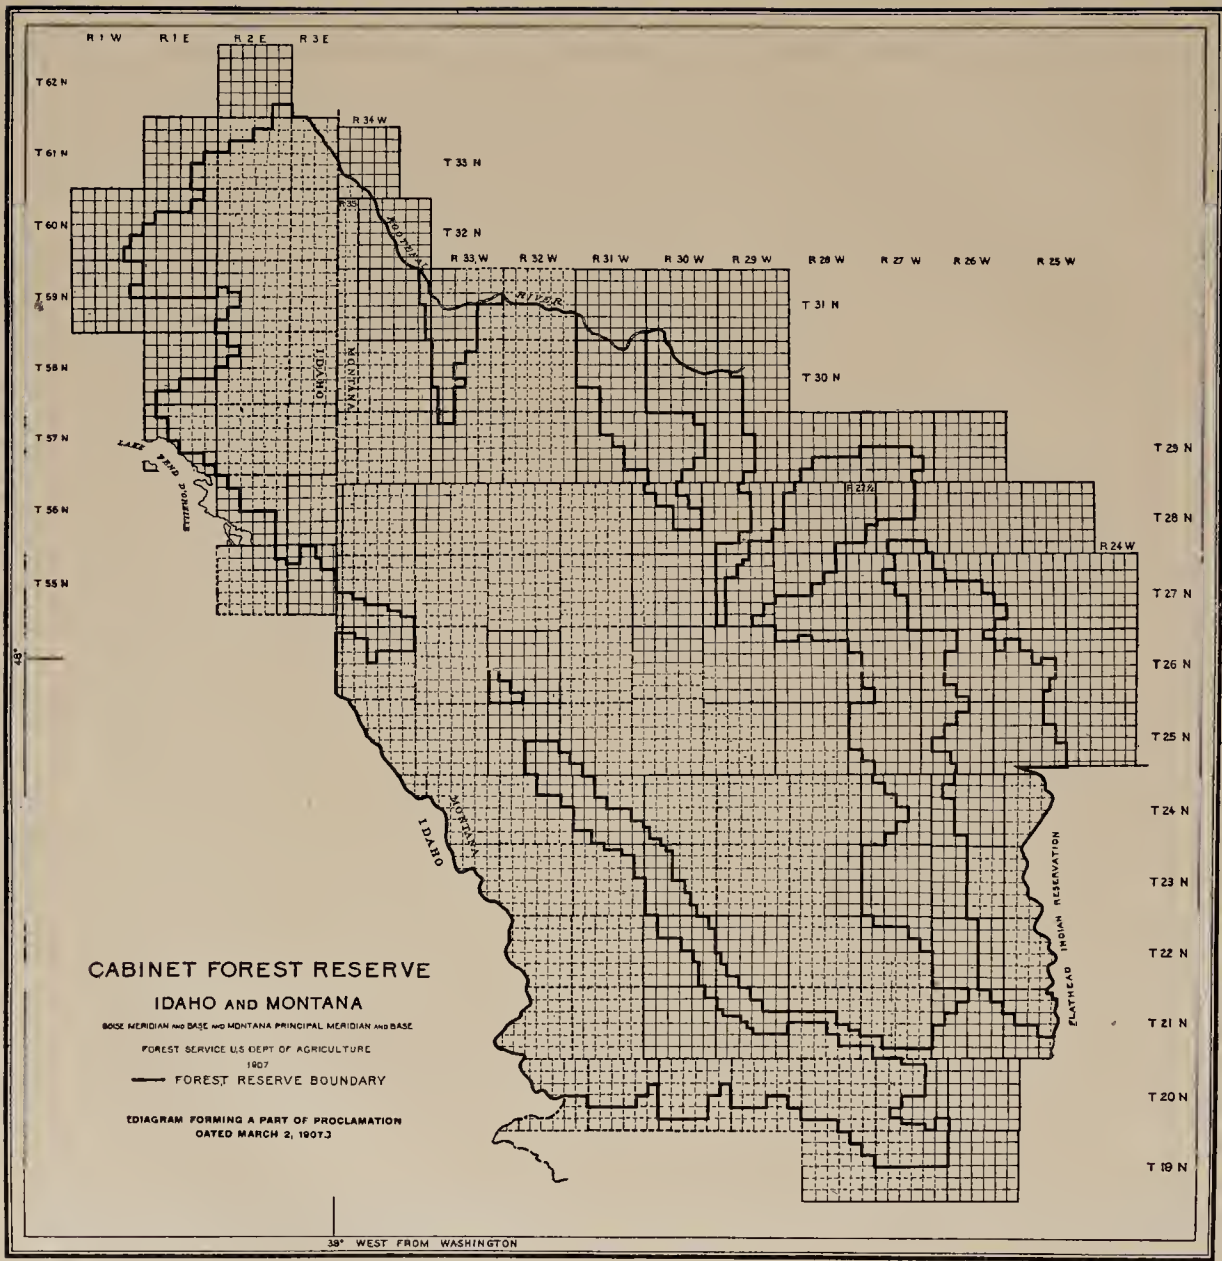 R 1 W R 1 E R 2 E R 3 E
T 62 N
R 34 W
T 61 N
T 33 N
R 35
T 60 N
T 32 N
KOOTENAI
R 33 W R 32 W R 31 W R 30 W R 29 W R 28 W R 27 W R 26 W R 25 W
T 59 N
RIVER
T 31 N
T 58 N
IDAHO
MONTANA
T 30 N
T 57 N
LAKE PEND D'OREILLE
T 29 N
R 27½
T 56 N
T 28 N
R 24 W
T 55 N
T 27 N
48°
T 26 N
T 25 N
MONTANA
IDAHO
T 24 N
FLATHEAD INDIAN RESERVATION
T 23 N
T 22 N
T 21 N
T 20 N
T 19 N
CABINET FOREST RESERVE
IDAHO AND MONTANA
BOISE MERIDIAN AND BASE AND MONTANA PRINCIPAL MERIDIAN AND BASE
FOREST SERVICE U.S DEPT OF AGRICULTURE
1907
FOREST RESERVE BOUNDARY
[DIAGRAM FORMING A PART OF PROCLAMATION
DATED MARCH 2, 1907.]
38° WEST FROM WASHINGTON